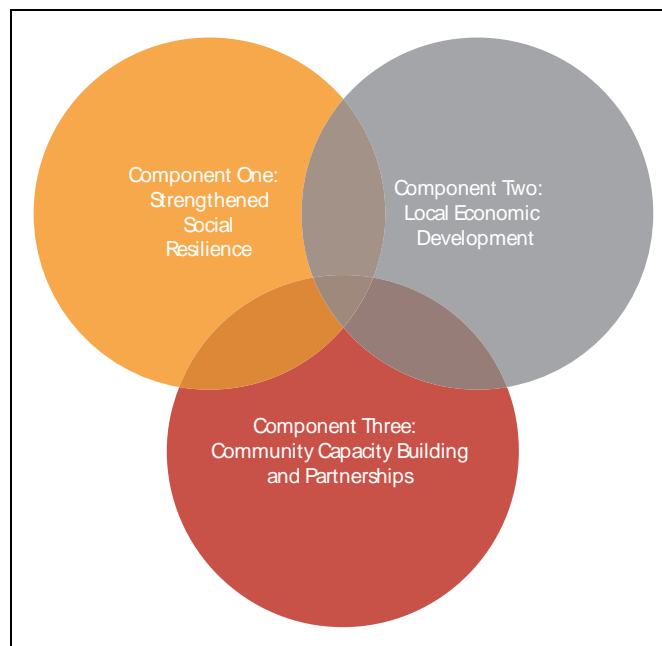 Component One:
Strengthened
Social
Resilience
Component Two:
Local Economic
Development
Component Three:
Community Capacity Building
and Partnerships